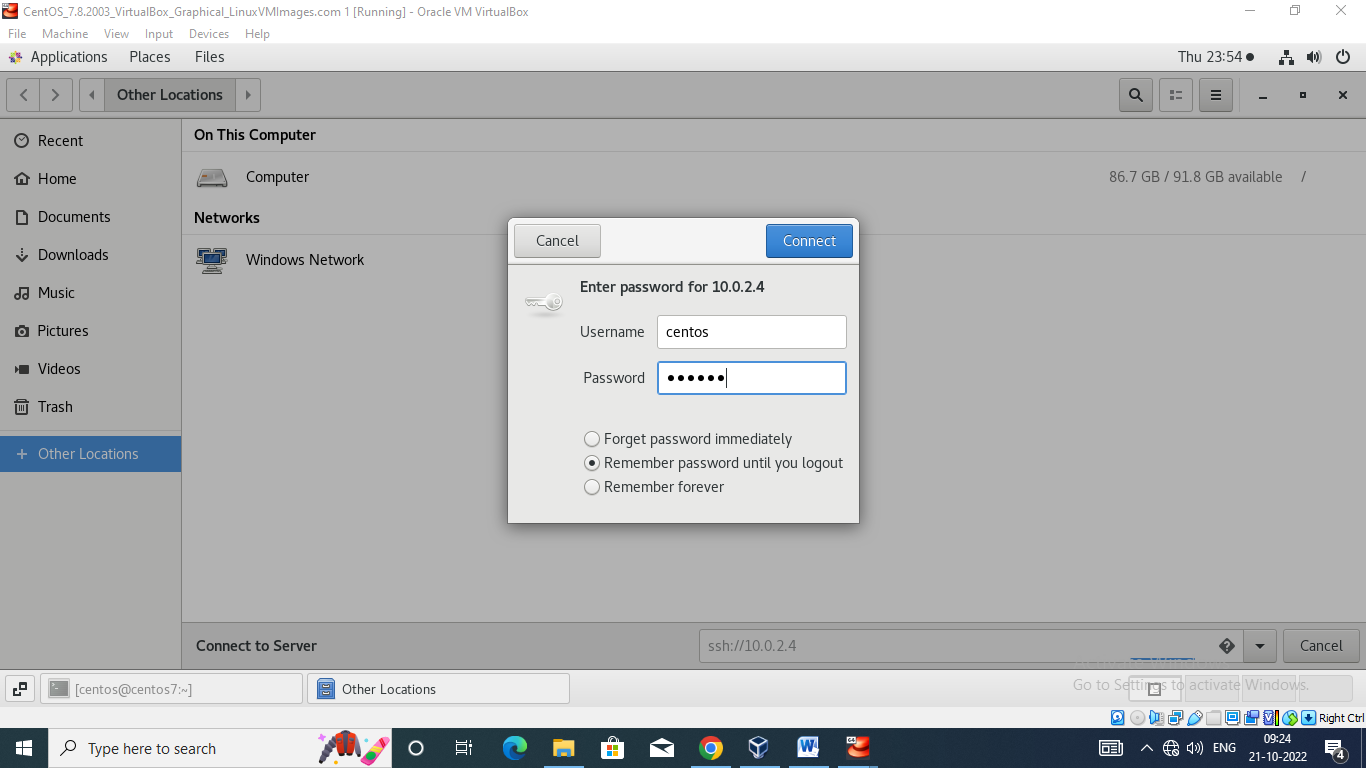 CentOS_7.8.2003_VirtualBox_Graphical_LinuxVMImages.com 1 [Running] - Oracle VM VirtualBox
File Machine View Input Devices Help
Applications Places Files Thu 23:54
Other Locations
Recent
Home
Documents
Downloads
Music
Pictures
Videos
Trash
+ Other Locations
On This Computer
Computer 86.7 GB / 91.8 GB available /
Networks
Windows Network
Cancel Connect
Enter password for 10.0.2.4
Username centos
Password ●●●●●●
Forget password immediately
Remember password until you logout
Remember forever
Connect to Server ssh://10.0.2.4 Cancel
[centos@centos7:~] Other Locations
Go to Settings to activate Windows.
Right Ctrl
Type here to search ENG 09:24
21-10-2022
4